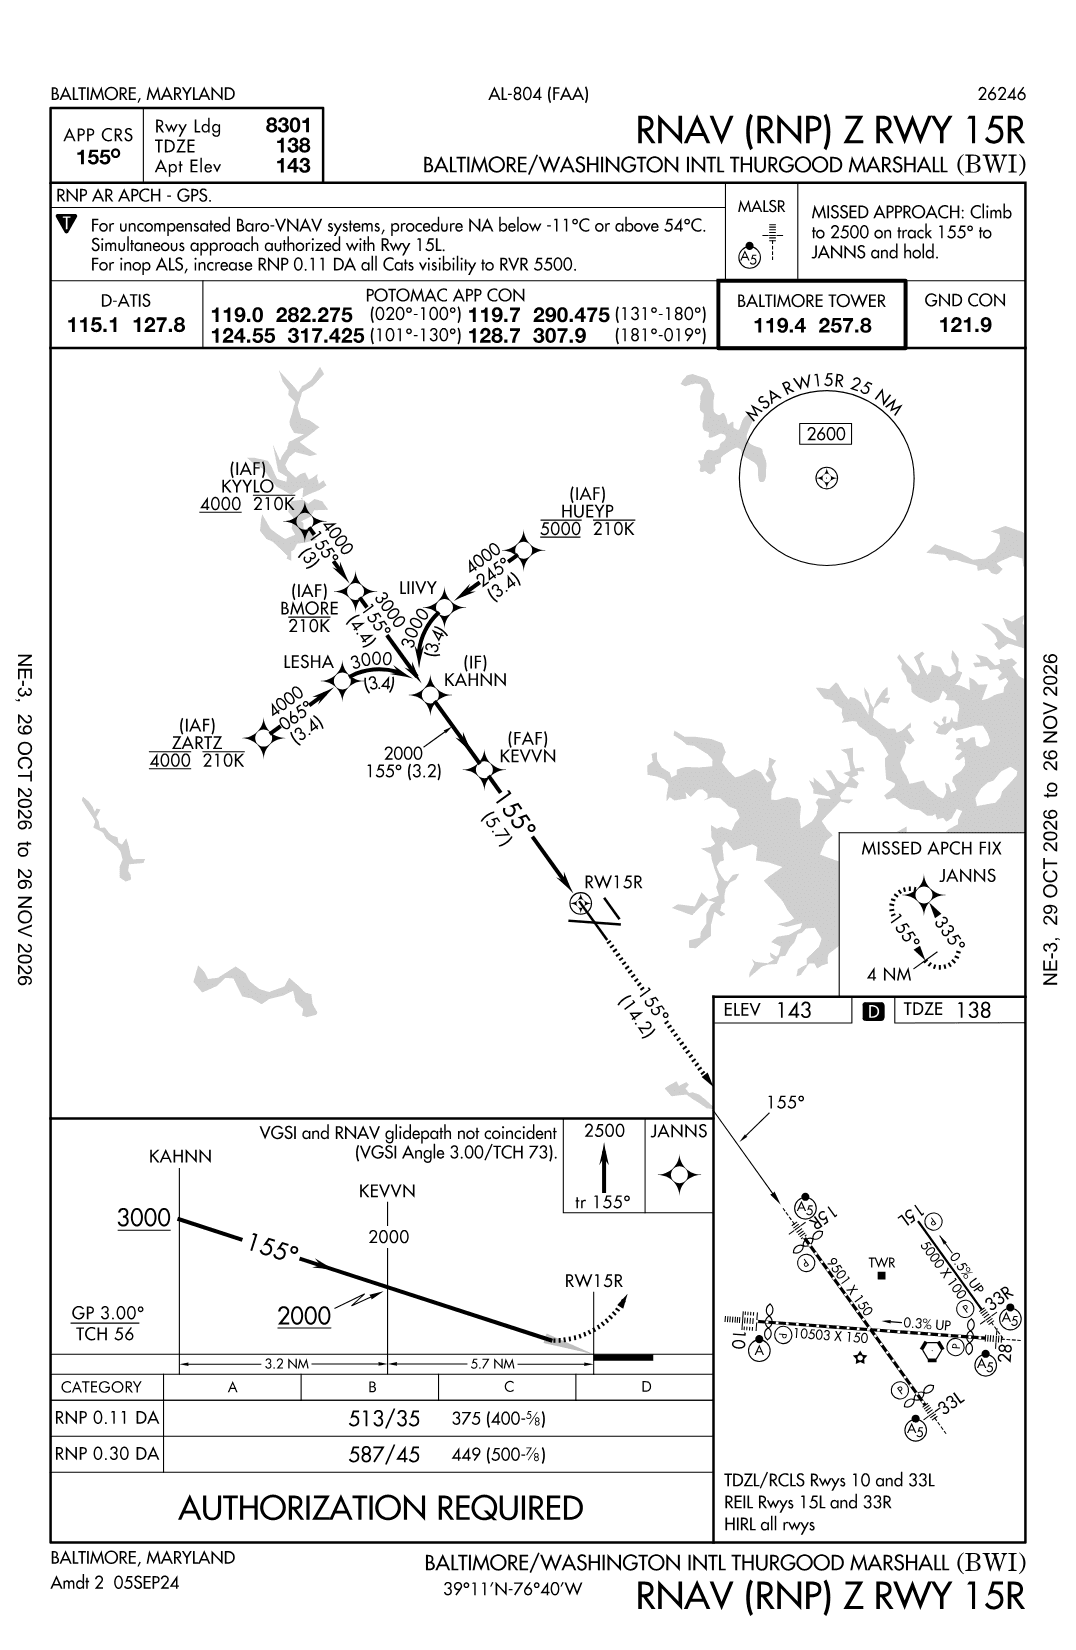 BALTIMORE, MARYLAND
AL-804 (FAA)
26246
APP CRS
155°
Rwy Ldg 8301
TDZE 138
Apt Elev 143
RNAV (RNP) Z RWY 15R
BALTIMORE/WASHINGTON INTL THURGOOD MARSHALL (BWI)
RNP AR APCH - GPS.
T
For uncompensated Baro-VNAV systems, procedure NA below -11°C or above 54°C.
Simultaneous approach authorized with Rwy 15L.
For inop ALS, increase RNP 0.11 DA all Cats visibility to RVR 5500.
MALSR
A5
MISSED APPROACH: Climb
to 2500 on track 155° to
JANNS and hold.
D-ATIS
115.1 127.8
POTOMAC APP CON
119.0 282.275 (020°-100°) 119.7 290.475 (131°-180°)
124.55 317.425 (101°-130°) 128.7 307.9 (181°-019°)
BALTIMORE TOWER
119.4 257.8
GND CON
121.9
MSA RW15R 25 NM
2600
(IAF)
KYYLO
4000 210K
4000
155°
(3)
(IAF)
HUEYP
5000 210K
4000
245°
(3.4)
(IAF)
BMORE
210K
3000
155°
(4.4)
LIIVY
3000
(3.4)
LESHA
3000
(3.4)
(IF)
KAHNN
4000
065°
(3.4)
(IAF)
ZARTZ
4000 210K
2000
155° (3.2)
(FAF)
KEVVN
155°
(5.7)
RW15R
155°
(14.2)
MISSED APCH FIX
JANNS
155°
335°
4 NM
NE-3, 29 OCT 2026 to 26 NOV 2026
NE-3, 29 OCT 2026 to 26 NOV 2026
ELEV 143
D
TDZE 138
155°
A5
15R
P
P
15L
P
TWR
9501 X 150
5000 X 100
0.5% UP
P
33R
A5
0.3% UP
10
P
10503 X 150
A
P
A5
28
P
33L
A5
TDZL/RCLS Rwys 10 and 33L
REIL Rwys 15L and 33R
HIRL all rwys
VGSI and RNAV glidepath not coincident
(VGSI Angle 3.00/TCH 73).
2500
tr 155°
JANNS
KAHNN
3000
155°
KEVVN
2000
2000
RW15R
GP 3.00°
TCH 56
3.2 NM
5.7 NM
CATEGORY A B C D
RNP 0.11 DA 513/35 375 (400-⅝)
RNP 0.30 DA 587/45 449 (500-⅞)
AUTHORIZATION REQUIRED
BALTIMORE, MARYLAND
Amdt 2 05SEP24
39°11'N-76°40'W
BALTIMORE/WASHINGTON INTL THURGOOD MARSHALL (BWI)
RNAV (RNP) Z RWY 15R